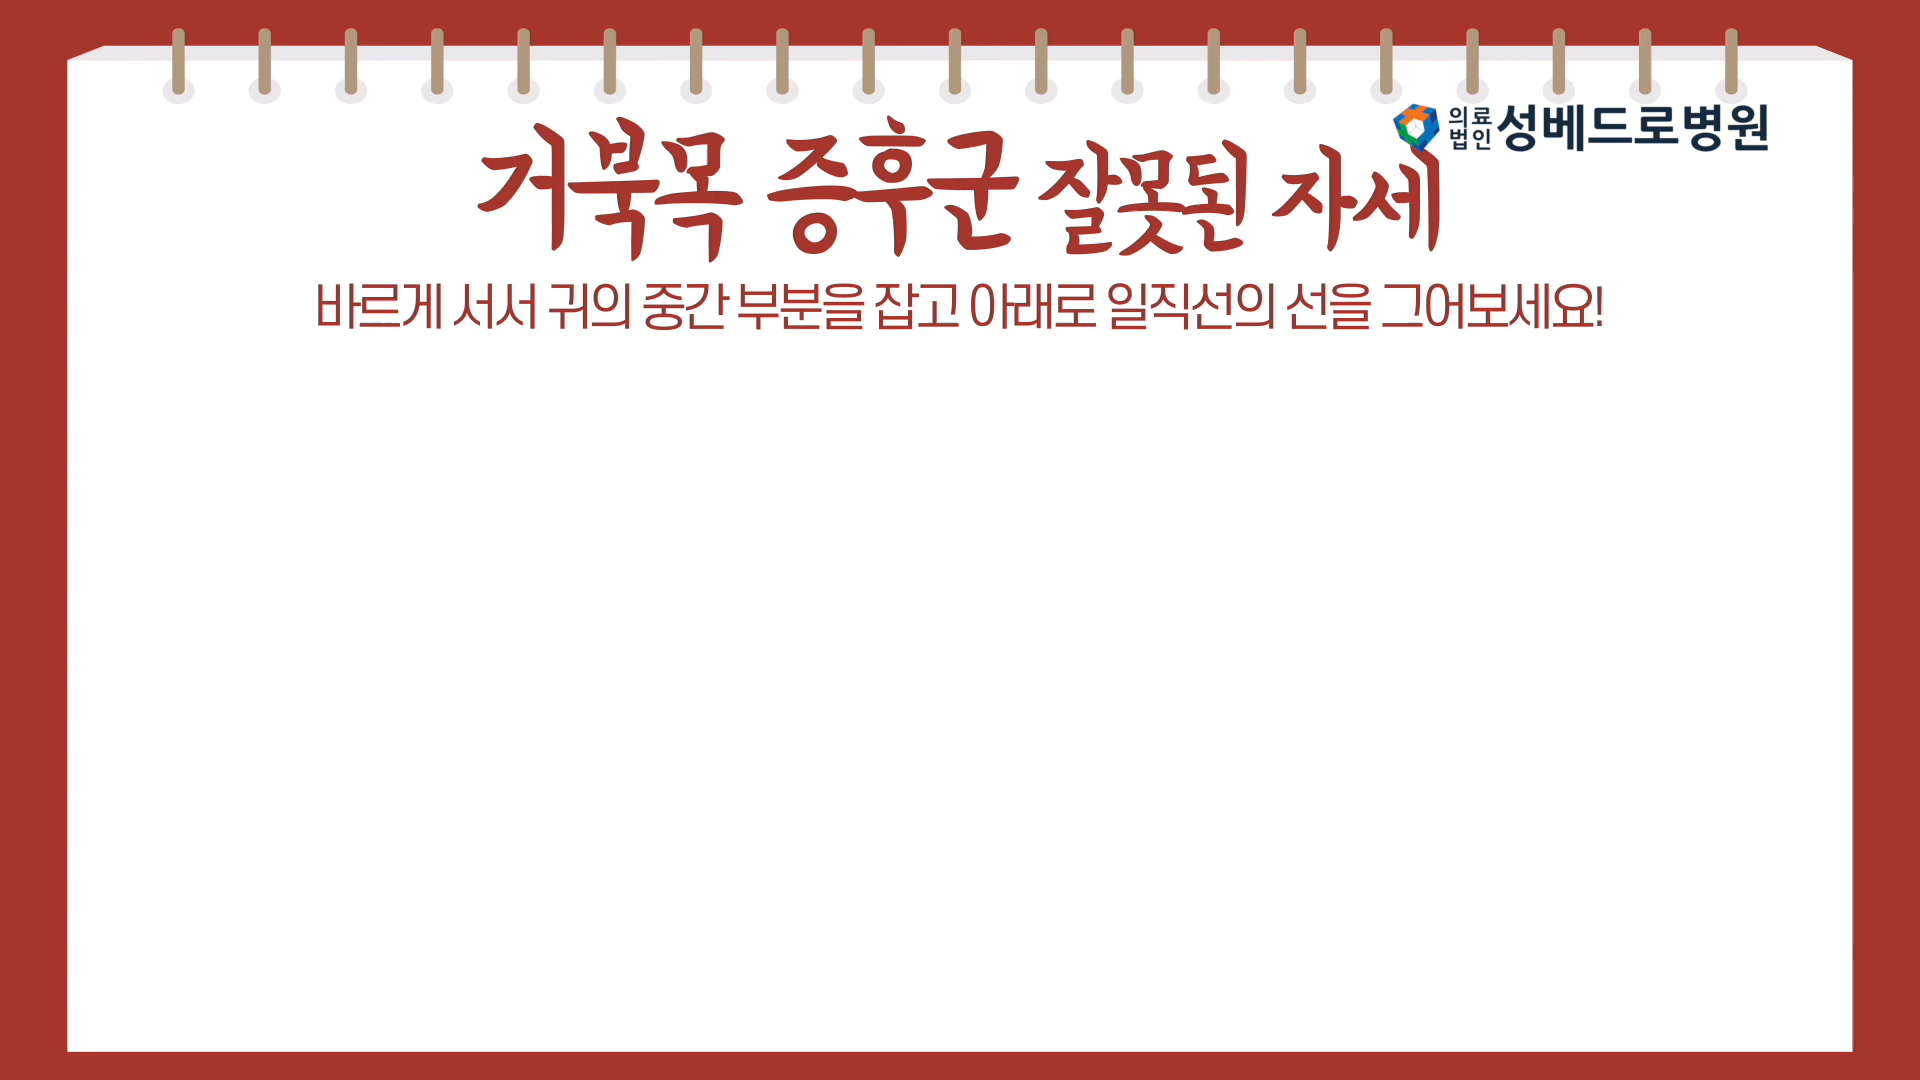 의료
법인 성베드로병원
거북목 증후군 잘못된 자세
바르게 서서 귀의 중간 부분을 잡고 아래로 일직선의 선을 그어보세요!